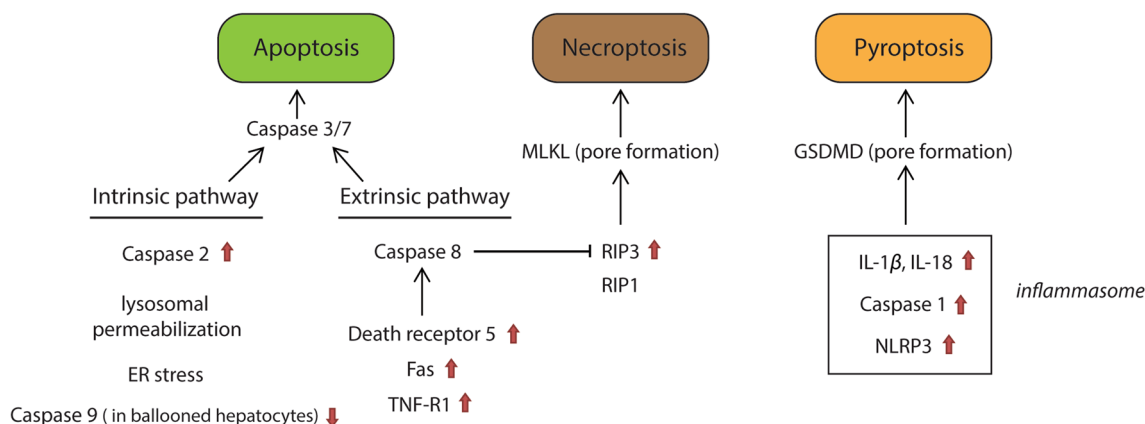 Apoptosis
Necroptosis
Pyroptosis
Caspase 3/7
MLKL (pore formation)
GSDMD (pore formation)
Intrinsic pathway
Extrinsic pathway
Caspase 2
Caspase 8
RIP3
RIP1
IL-1β, IL-18
Caspase 1
NLRP3
inflammasome
lysosomal
permeabilization
Death receptor 5
ER stress
Fas
TNF-R1
Caspase 9 ( in ballooned hepatocytes)